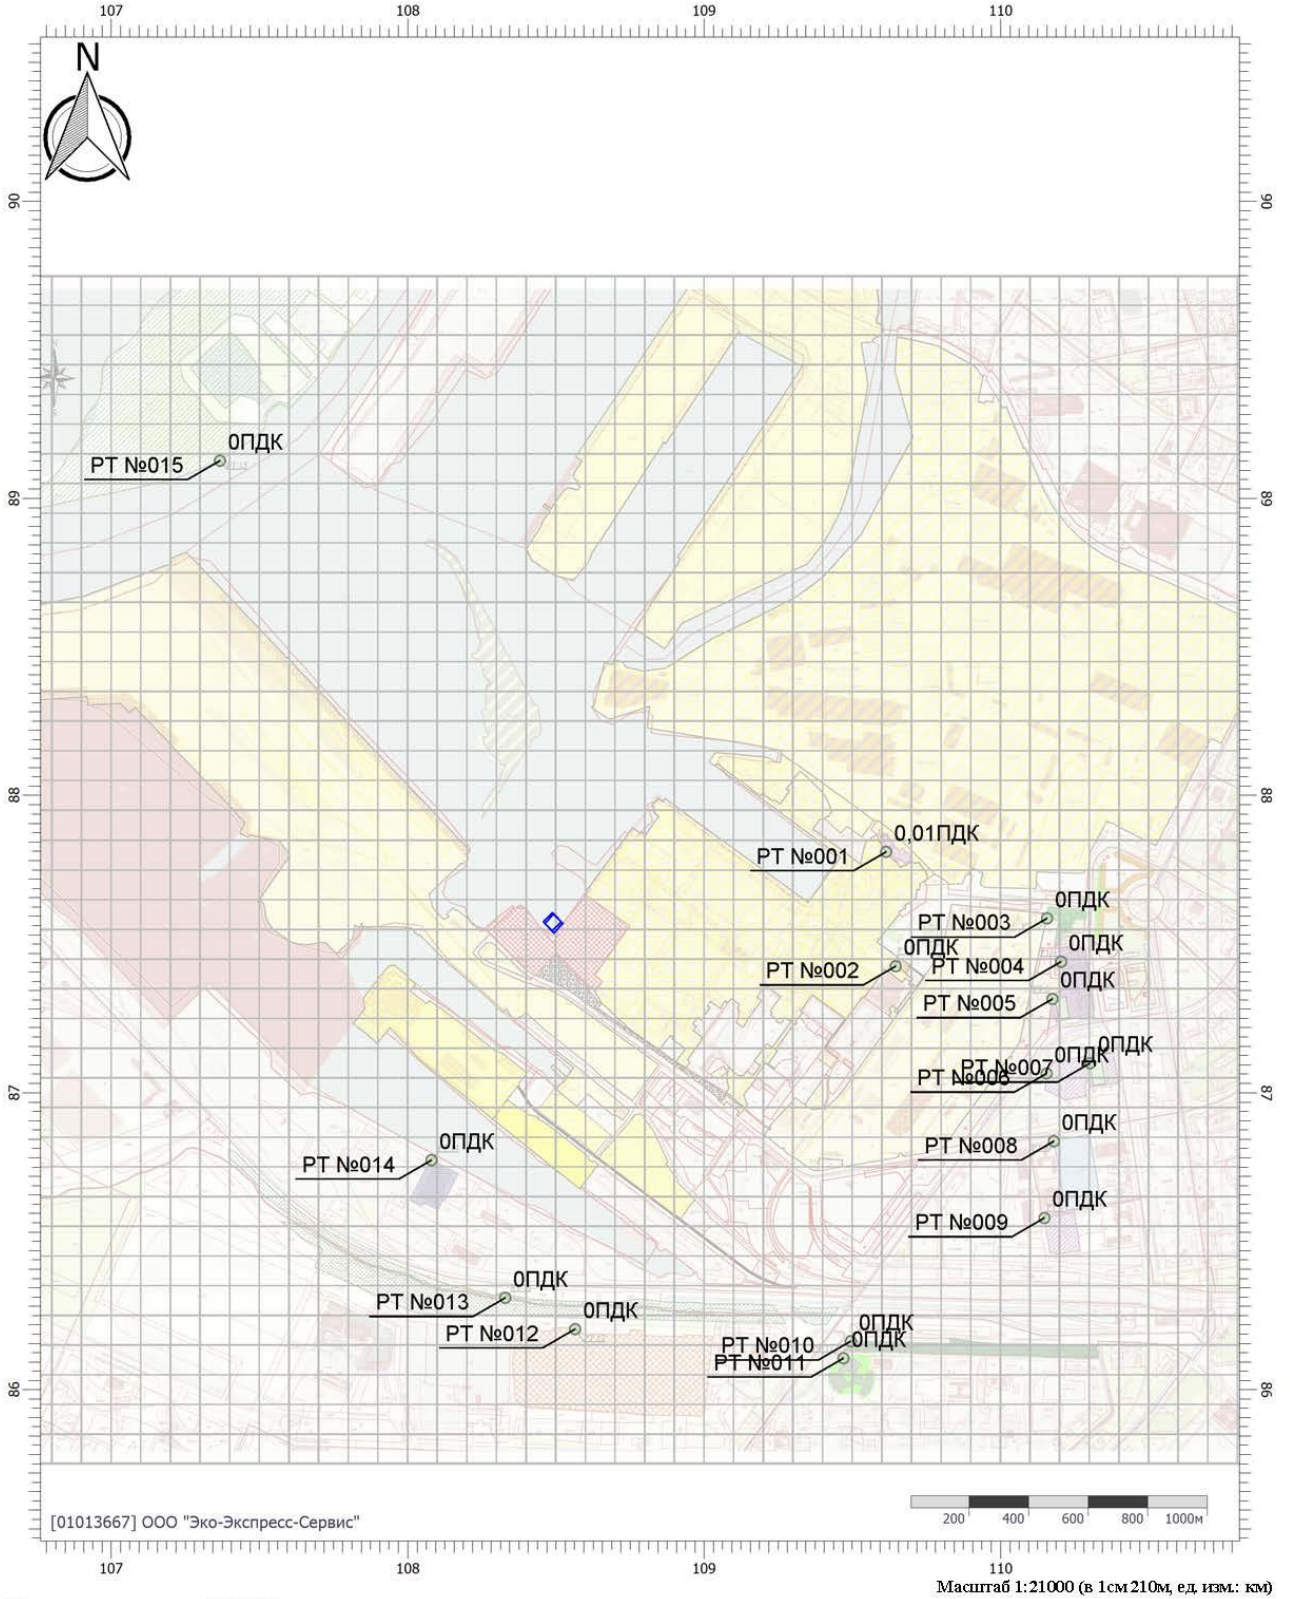 107 108 109 110
N
90 90
0ПДК
РТ №015
89 89
88 88
0,01ПДК
РТ №001
0ПДК
РТ №003
0ПДК
0ПДК
РТ №002
РТ №004
0ПДК
РТ №005
0ПДК
0ПДК
РТ №007
РТ №006
87 87
0ПДК
РТ №008
0ПДК
РТ №014
0ПДК
РТ №009
0ПДК
РТ №013
0ПДК
РТ №012
0ПДК
РТ №010
0ПДК
РТ №011
86 86
200 400 600 800 1000м
[01013667] ООО "Эко-Экспресс-Сервис"
107 108 109 110
Масштаб 1:21000 (в 1см 210м, ед. изм.: км)